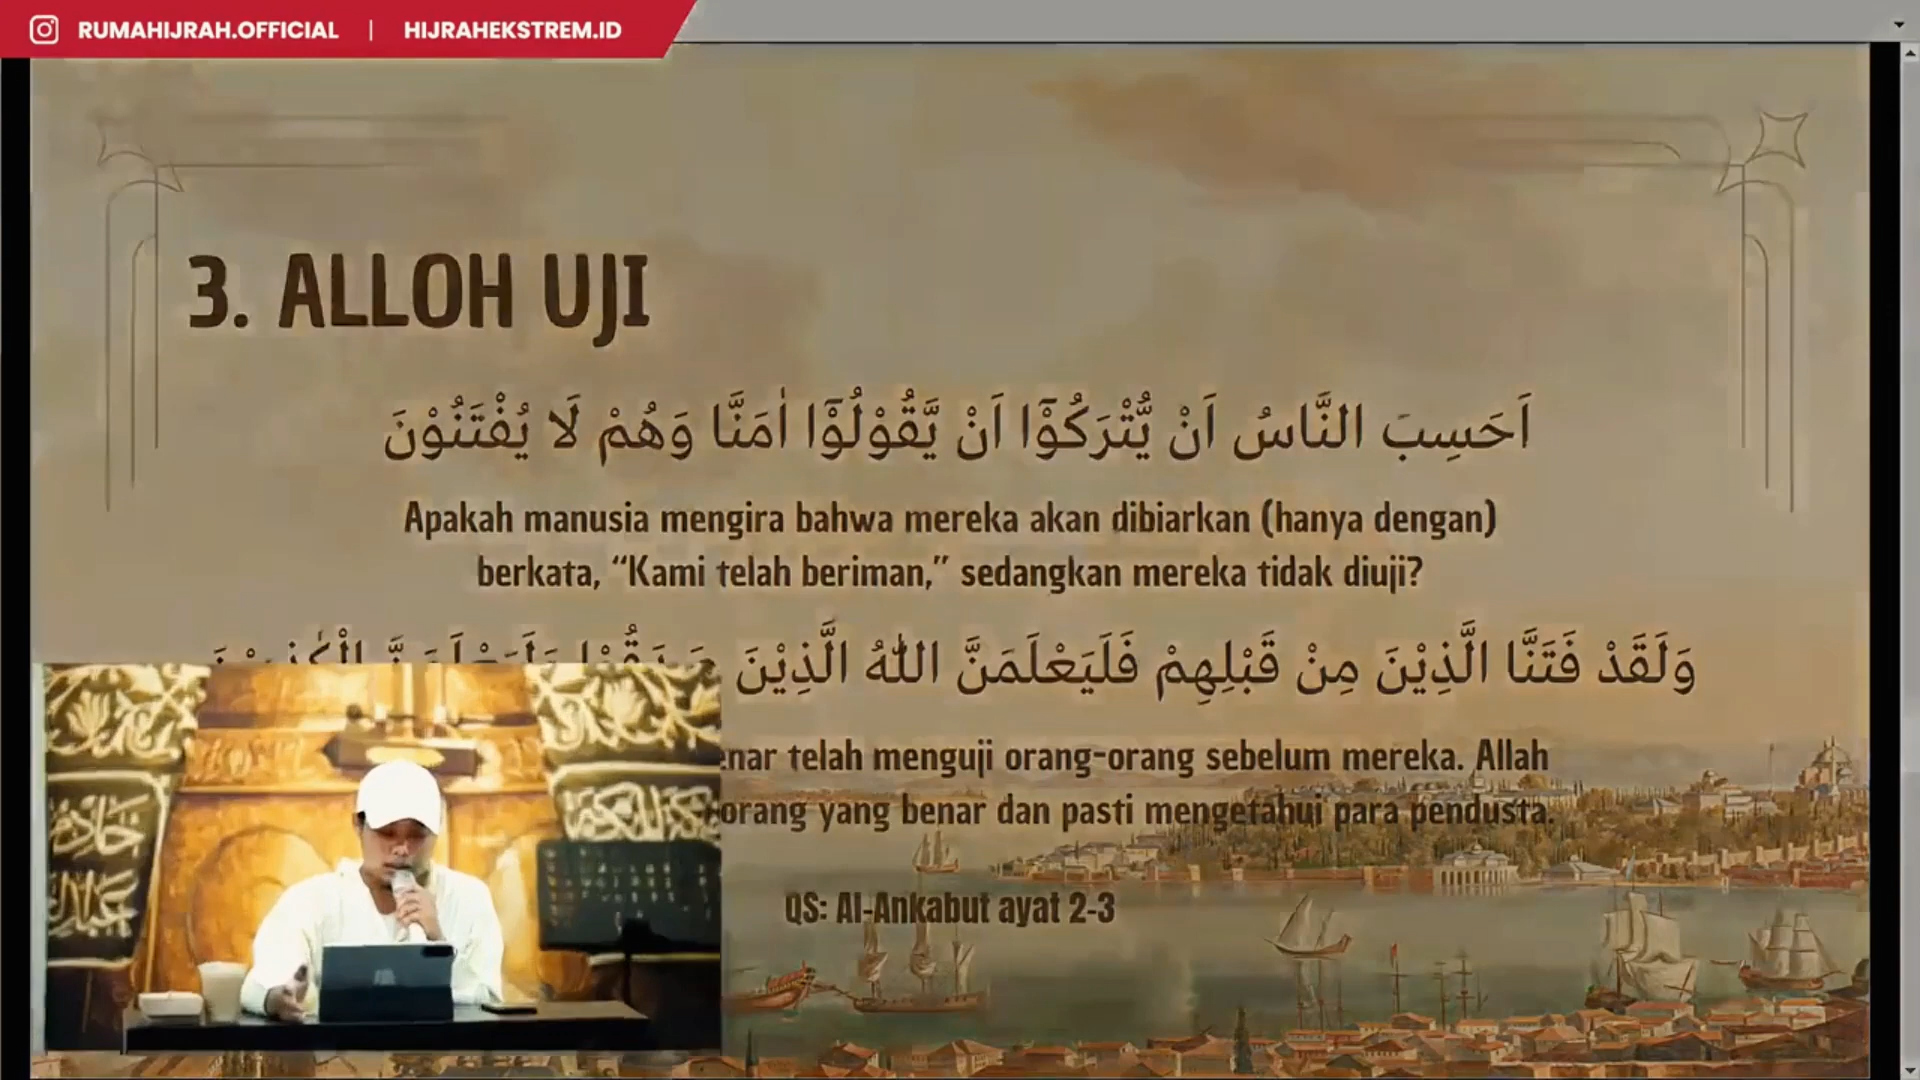 RUMAHIJRAH.OFFICIAL | HIJRAHEKSTREM.ID
3. ALLOH UJI
اَحَسِبَ النَّاسُ اَنْ يُّتْرَكُوْٓا اَنْ يَّقُوْلُوْٓا اٰمَنَّا وَهُمْ لَا يُفْتَنُوْنَ
Apakah manusia mengira bahwa mereka akan dibiarkan (hanya dengan)
berkata, “Kami telah beriman,” sedangkan mereka tidak diuji?
وَلَقَدْ فَتَنَّا الَّذِيْنَ مِنْ قَبْلِهِمْ فَلَيَعْلَمَنَّ اللّٰهُ الَّذِيْنَ
telah menguji orang-orang sebelum mereka. Allah
orang yang benar dan pasti mengetahui para pendusta.
QS: Al-Ankabut ayat 2-3